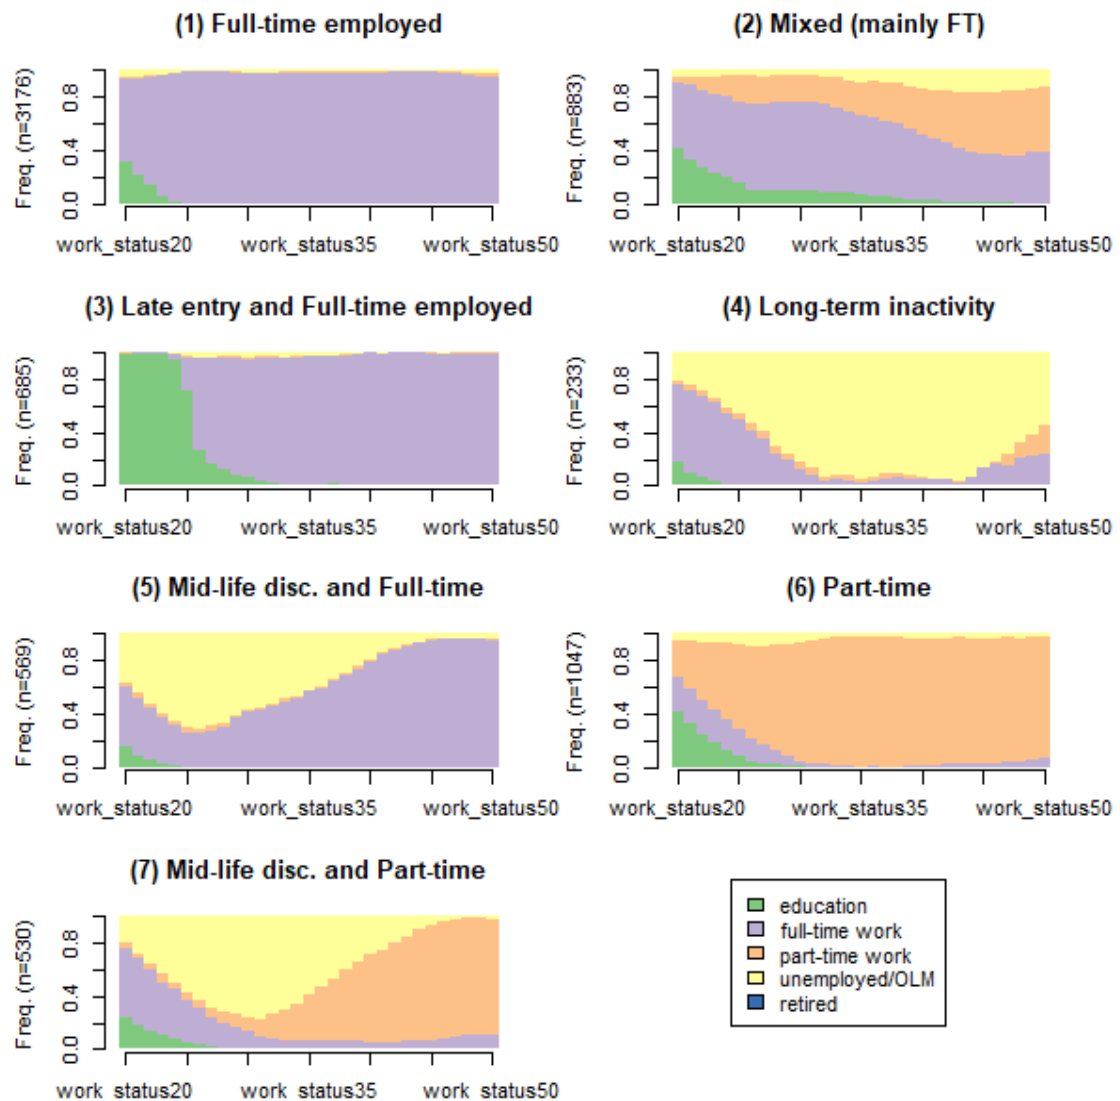 (1) Full-time employed
Freq. (n=3176)
0.0 0.4 0.8
work_status20 work_status35 work_status50
(2) Mixed (mainly FT)
Freq. (n=883)
0.0 0.4 0.8
work_status20 work_status35 work_status50
(3) Late entry and Full-time employed
Freq. (n=685)
0.0 0.4 0.8
work_status20 work_status35 work_status50
(4) Long-term inactivity
Freq. (n=233)
0.0 0.4 0.8
work_status20 work_status35 work_status50
(5) Mid-life disc. and Full-time
Freq. (n=569)
0.0 0.4 0.8
work_status20 work_status35 work_status50
(6) Part-time
Freq. (n=1047)
0.0 0.4 0.8
work_status20 work_status35 work_status50
(7) Mid-life disc. and Part-time
Freq. (n=530)
0.0 0.4 0.8
work_status20 work_status35 work_status50
education
full-time work
part-time work
unemployed/OLM
retired